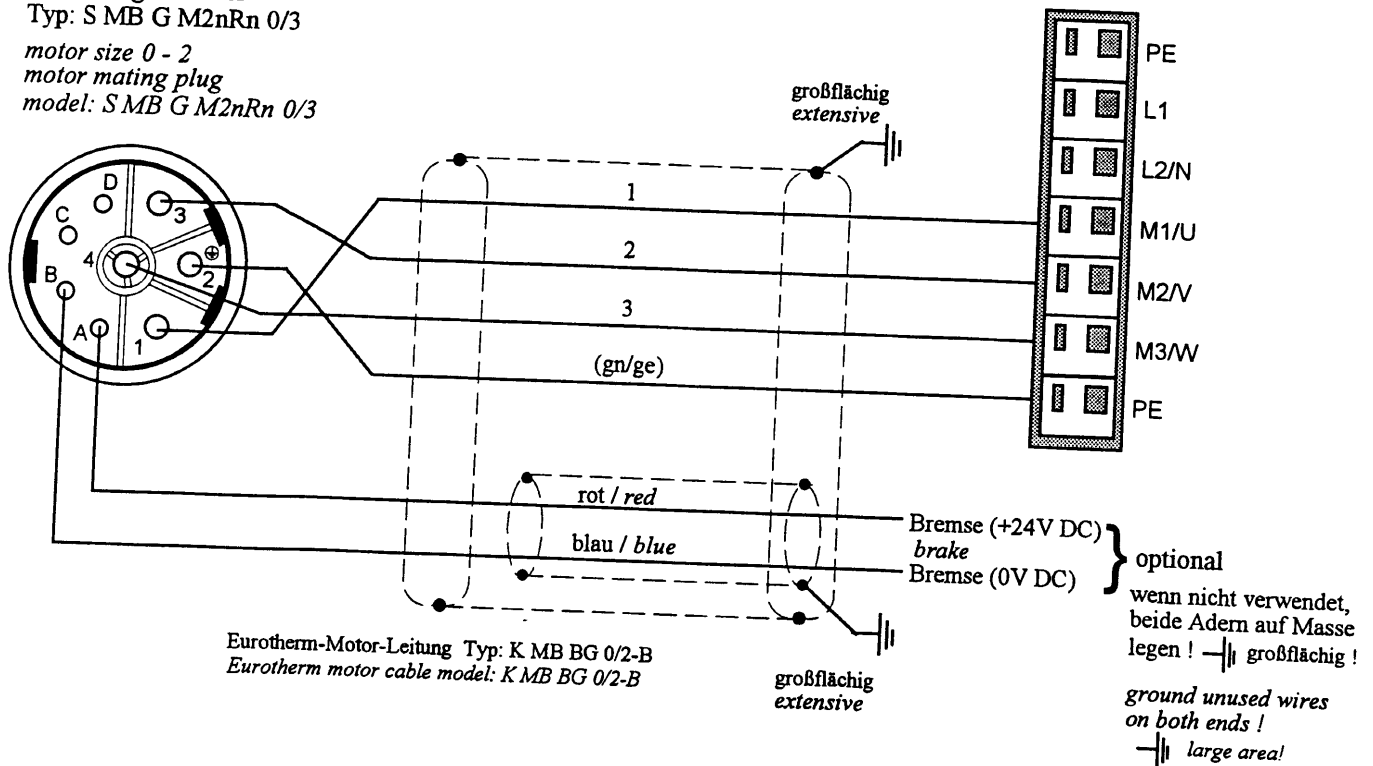 Typ: S MB G M2nRn 0/3
motor size 0 - 2
motor mating plug
model: S MB G M2nRn 0/3
großflächig
extensive
PE
L1
L2/N
M1/U
M2/V
M3/W
PE
D
C
B
A
3
4
2
1
1
2
3
(gn/ge)
rot / red
blau / blue
Bremse (+24V DC)
brake
Bremse (0V DC)
optional
wenn nicht verwendet,
beide Adern auf Masse
legen ! großflächig !
ground unused wires
on both ends !
large area!
Eurotherm-Motor-Leitung Typ: K MB BG 0/2-B
Eurotherm motor cable model: K MB BG 0/2-B
großflächig
extensive